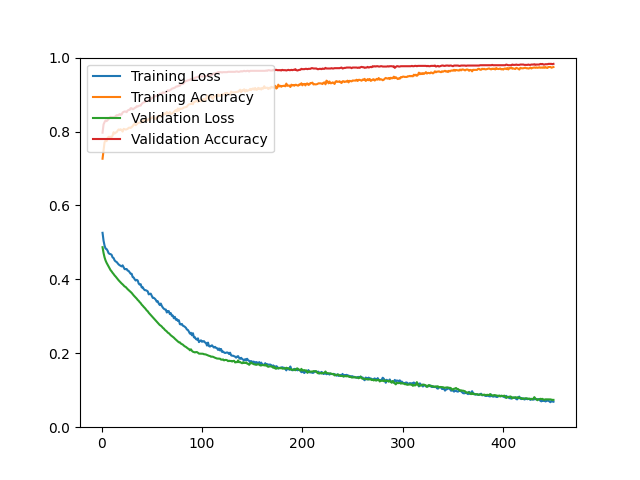 Training Loss
Training Accuracy
Validation Loss
Validation Accuracy
1.0
0.8
0.6
0.4
0.2
0.0
0 100 200 300 400